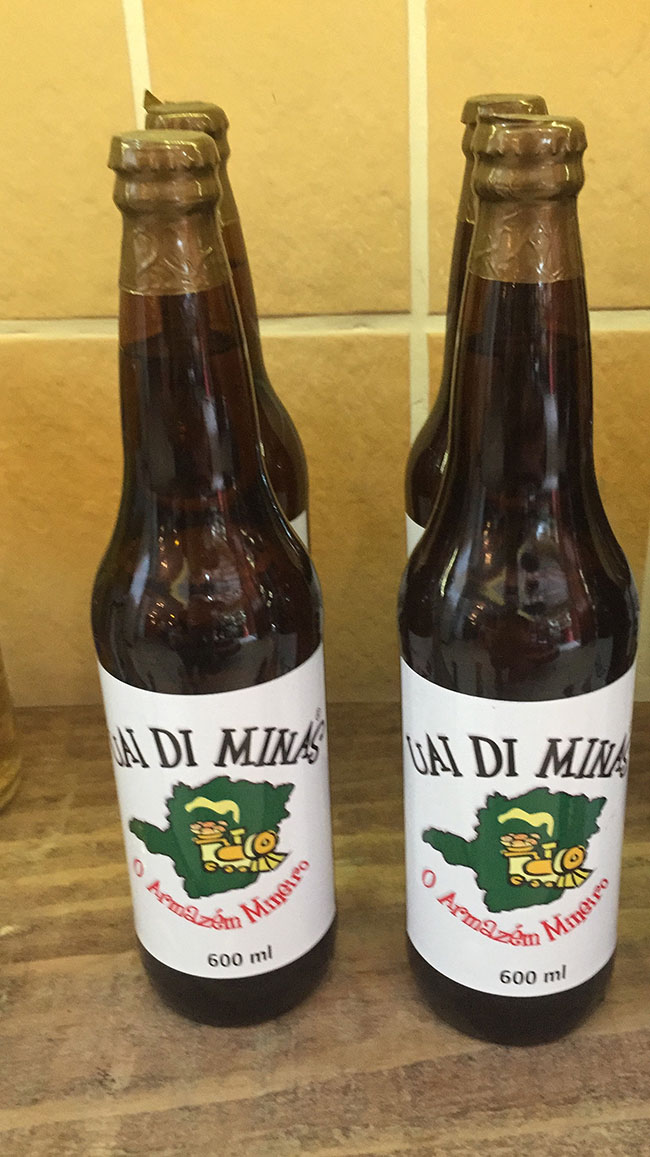 UAI DI MINAS®
O Armazém Mineiro
600 ml
UAI DI MINAS
O Armazém Mineiro
600 ml